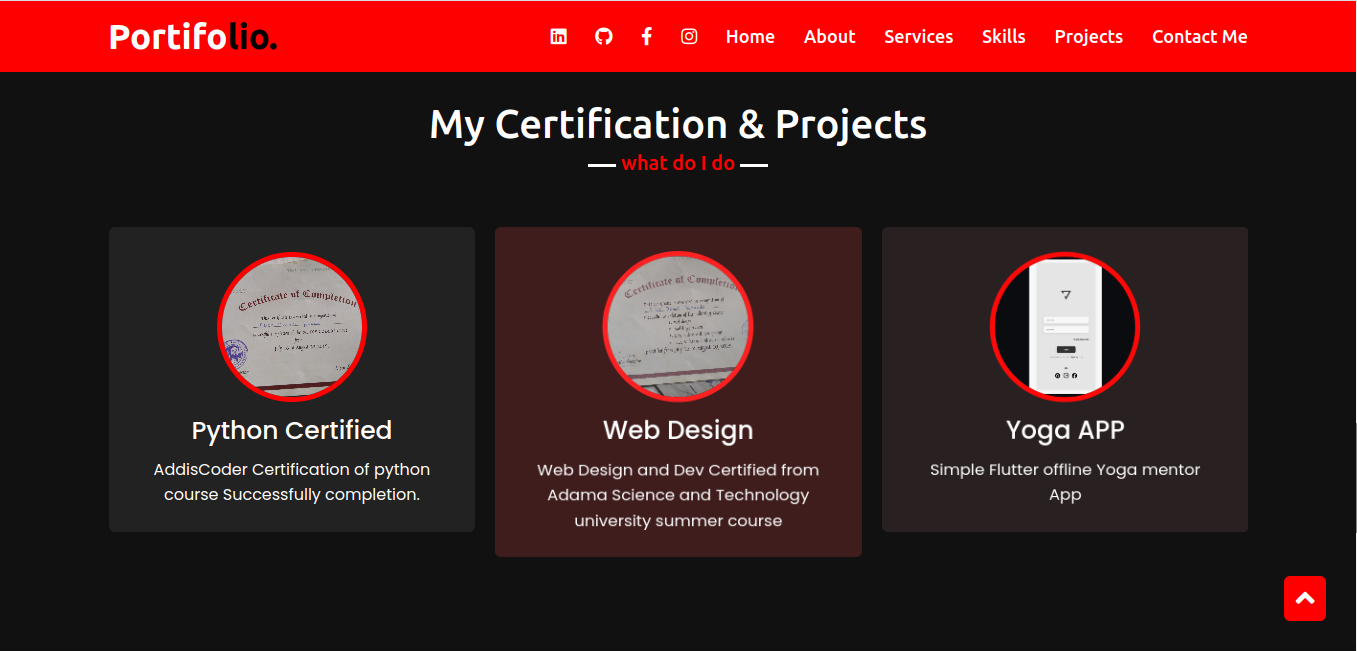 Portifolio.
Home About Services Skills Projects Contact Me
My Certification & Projects
what do I do
Certificate of Completion
Python Certified
AddisCoder Certification of python
course Successfully completion.
Certificate of Completion
Web Design
Web Design and Dev Certified from
Adama Science and Technology
university summer course
Yoga APP
Simple Flutter offline Yoga mentor
App